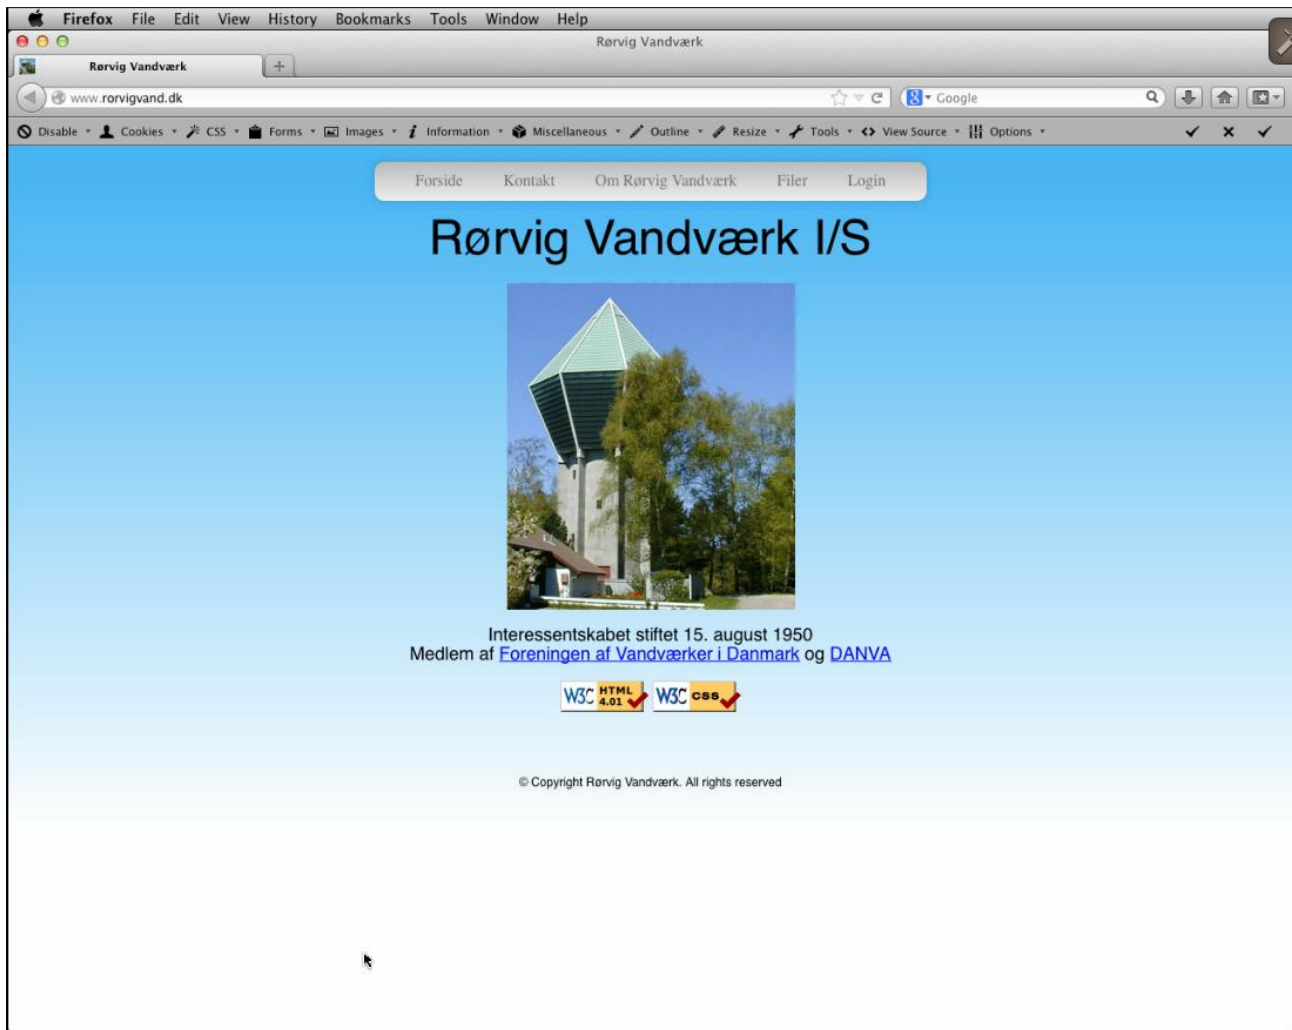 Firefox File Edit View History Bookmarks Tools Window Help
Rørvig Vandværk
Rørvig Vandværk
www.rorvigvand.dk
8 Google
Disable Cookies CSS Forms Images Information Miscellaneous Outline Resize Tools View Source Options
Forside Kontakt Om Rørvig Vandværk Filer Login
Rørvig Vandværk I/S
Interessentskabet stiftet 15. august 1950
Medlem af Foreningen af Vandværker i Danmark og DANVA
W3C HTML 4.01 W3C CSS
© Copyright Rørvig Vandværk. All rights reserved